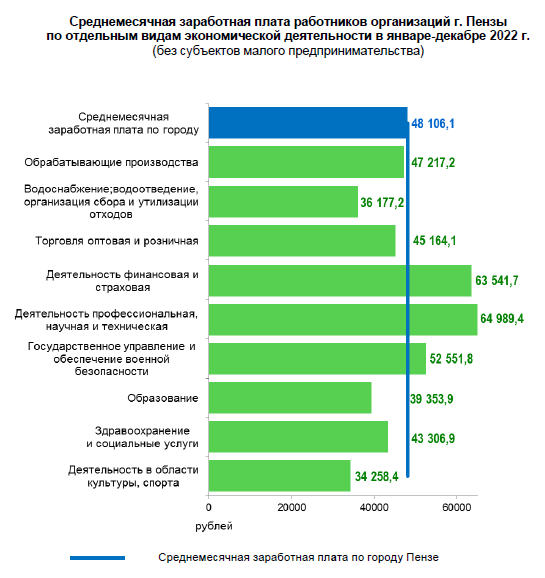 Среднемесячная заработная плата работников организаций г. Пензы
по отдельным видам экономической деятельности в январе-декабре 2022 г.
(без субъектов малого предпринимательства)
Среднемесячная
заработная плата по городу
48 106,1
Обрабатывающие производства
47 217,2
Водоснабжение;водоотведение,
организация сбора и утилизации
отходов
36 177,2
Торговля оптовая и розничная
45 164,1
Деятельность финансовая и
страховая
63 541,7
Деятельность профессиональная,
научная и техническая
64 989,4
Государственное управление и
обеспечение военной
безопасности
52 551,8
Образование
39 353,9
Здравоохранение
и социальные услуги
43 306,9
Деятельность в области
культуры, спорта
34 258,4
0 20000 40000 60000
рублей
Среднемесячная заработная плата по городу Пензе